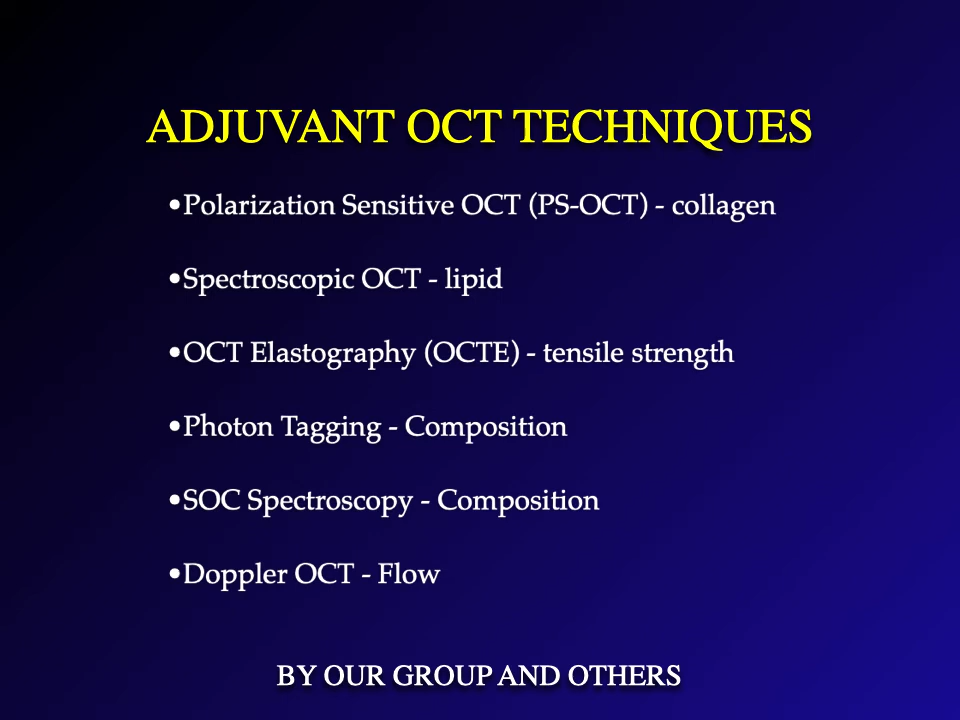 ADJUVANT OCT TECHNIQUES
•Polarization Sensitive OCT (PS-OCT) - collagen
•Spectroscopic OCT - lipid
•OCT Elastography (OCTE) - tensile strength
•Photon Tagging - Composition
•SOC Spectroscopy - Composition
•Doppler OCT - Flow
BY OUR GROUP AND OTHERS